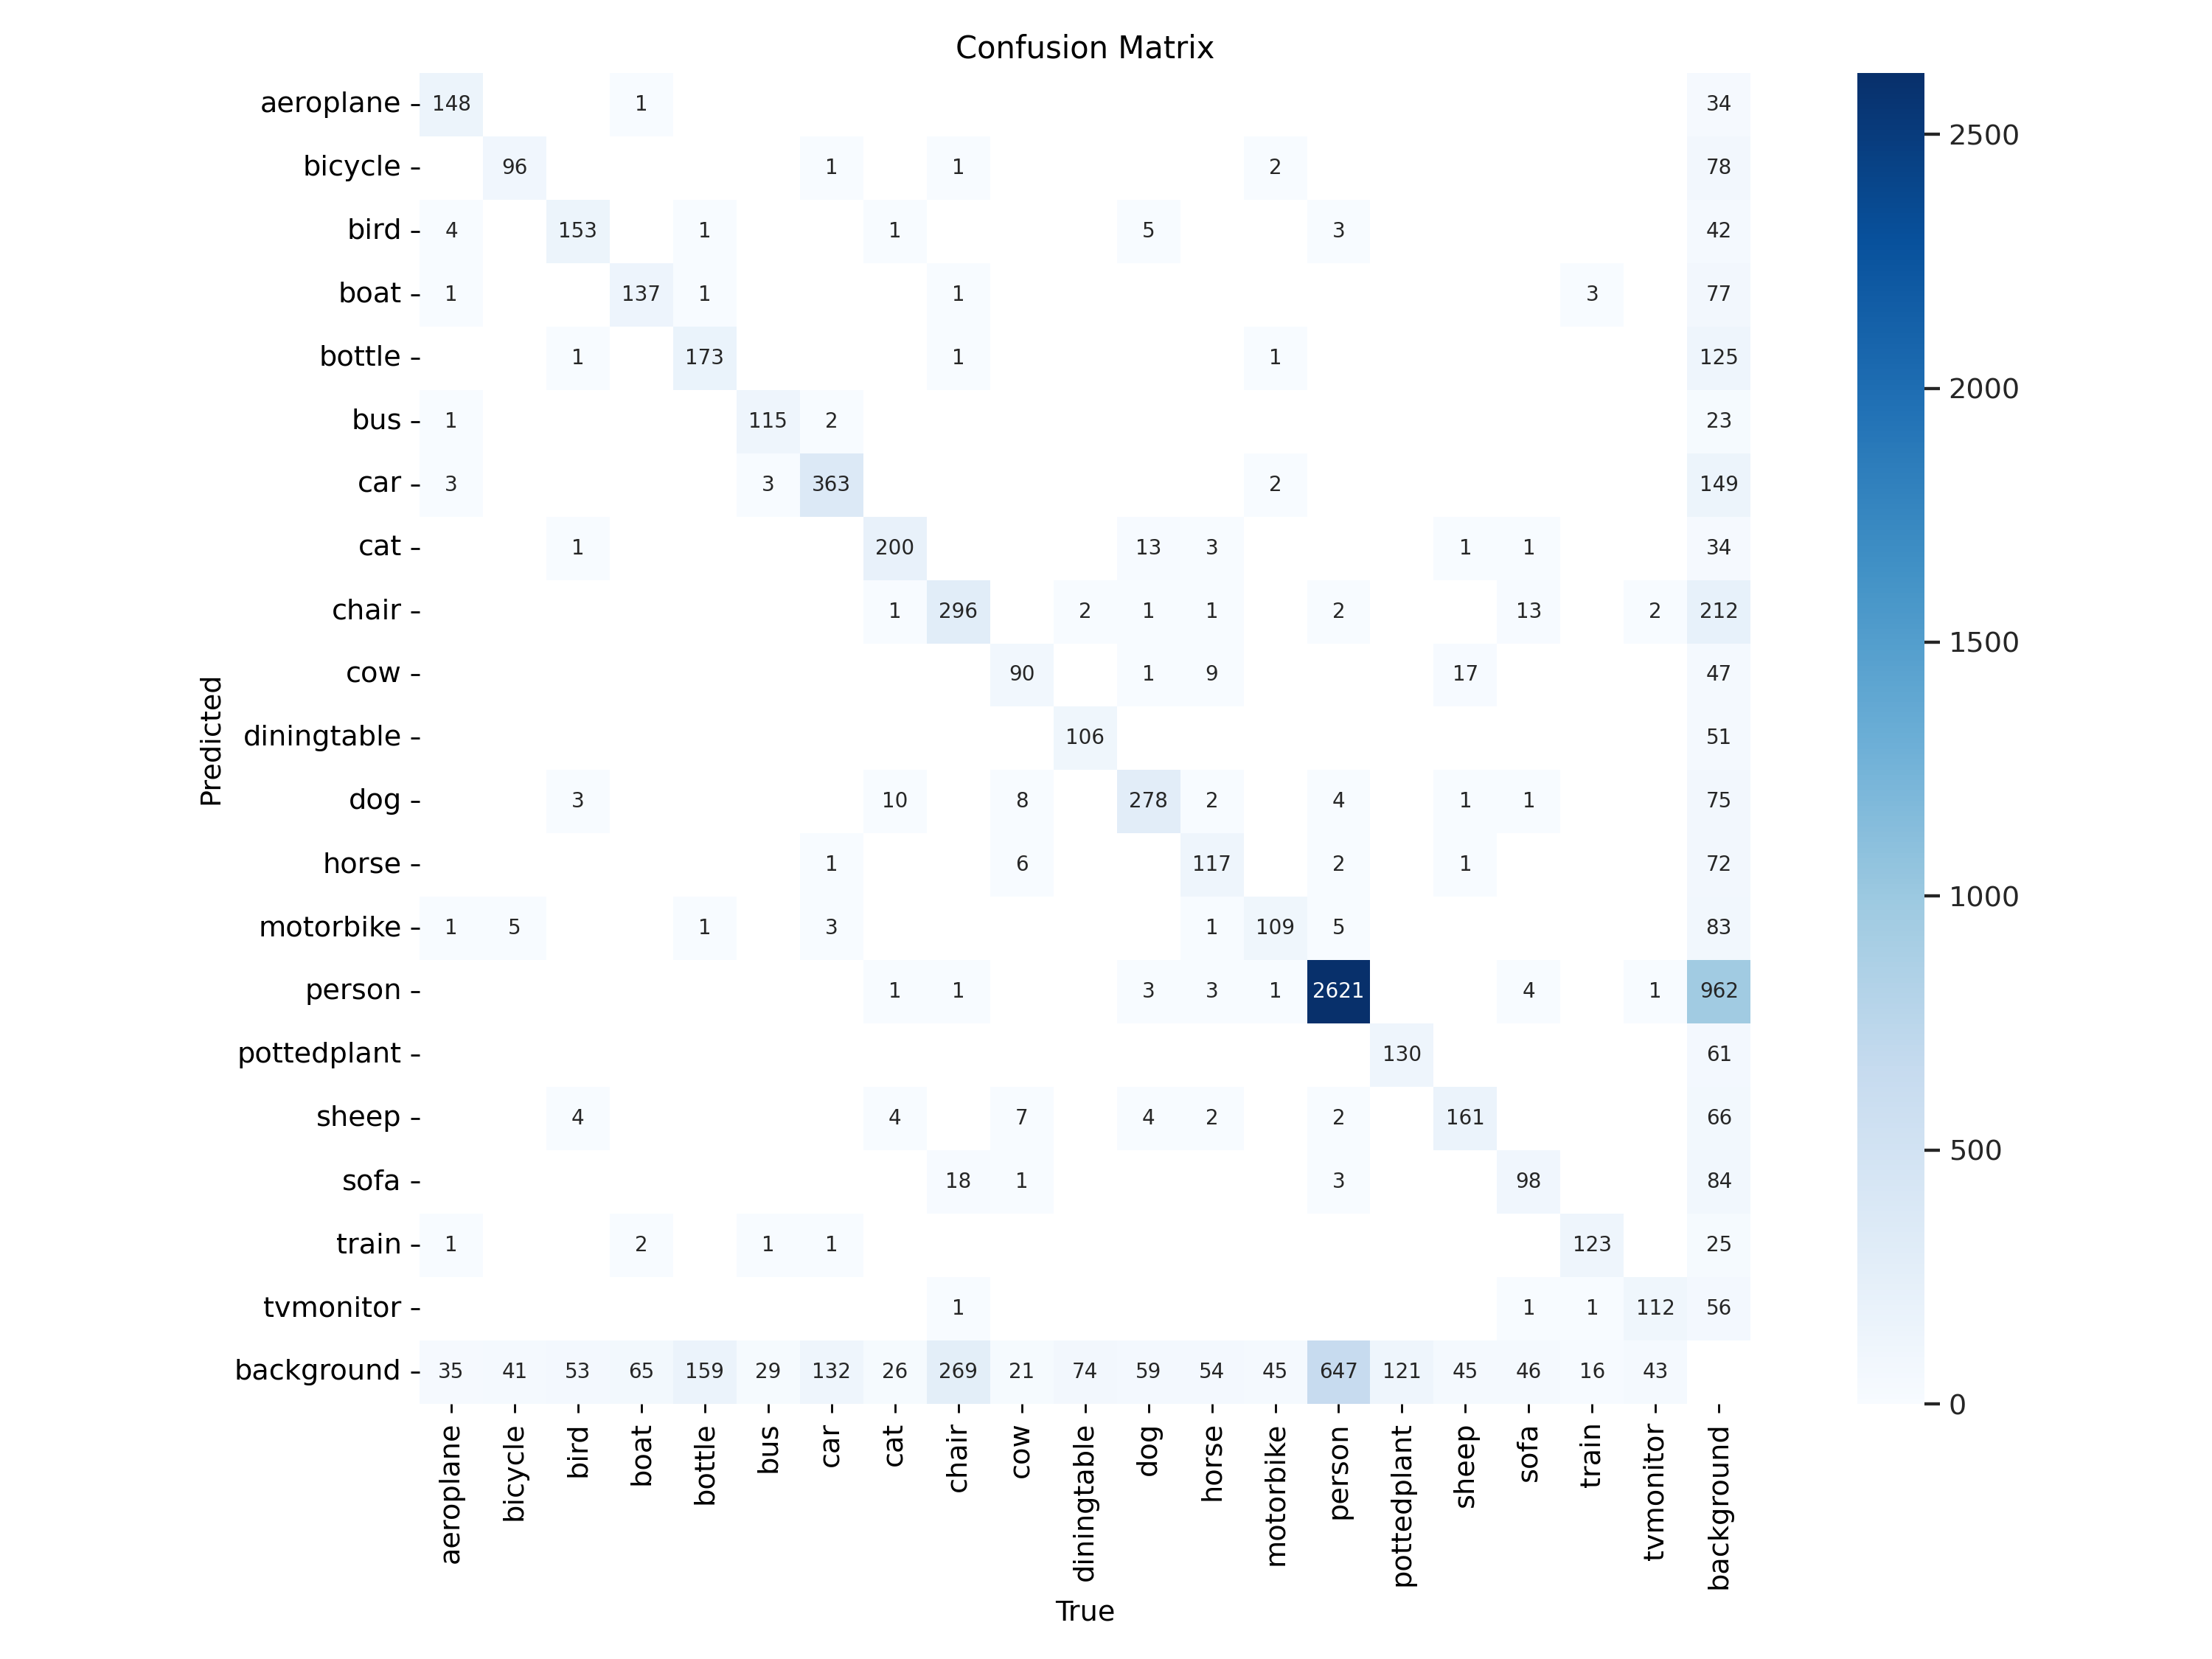 Confusion Matrix
aeroplane 148 1 34
bicycle 96 1 1 2 78
bird 4 153 1 1 5 3 42
boat 1 137 1 1 3 77
bottle 1 173 1 1 125
bus 1 115 2 23
car 3 3 363 2 149
cat 1 200 13 3 1 1 34
chair 1 296 2 1 1 2 13 2 212
cow 90 1 9 17 47
diningtable 106 51
dog 3 10 8 278 2 4 1 1 75
horse 1 6 117 2 1 72
motorbike 1 5 1 3 1 109 5 83
person 1 1 3 3 1 2621 4 1 962
pottedplant 130 61
sheep 4 4 7 4 2 2 161 66
sofa 18 1 3 98 84
train 1 2 1 1 123 25
tvmonitor 1 1 1 112 56
background 35 41 53 65 159 29 132 26 269 21 74 59 54 45 647 121 45 46 16 43
Predicted
aeroplane bicycle bird boat bottle bus car cat chair cow diningtable dog horse motorbike person pottedplant sheep sofa train tvmonitor background
True
2500
2000
1500
1000
500
0